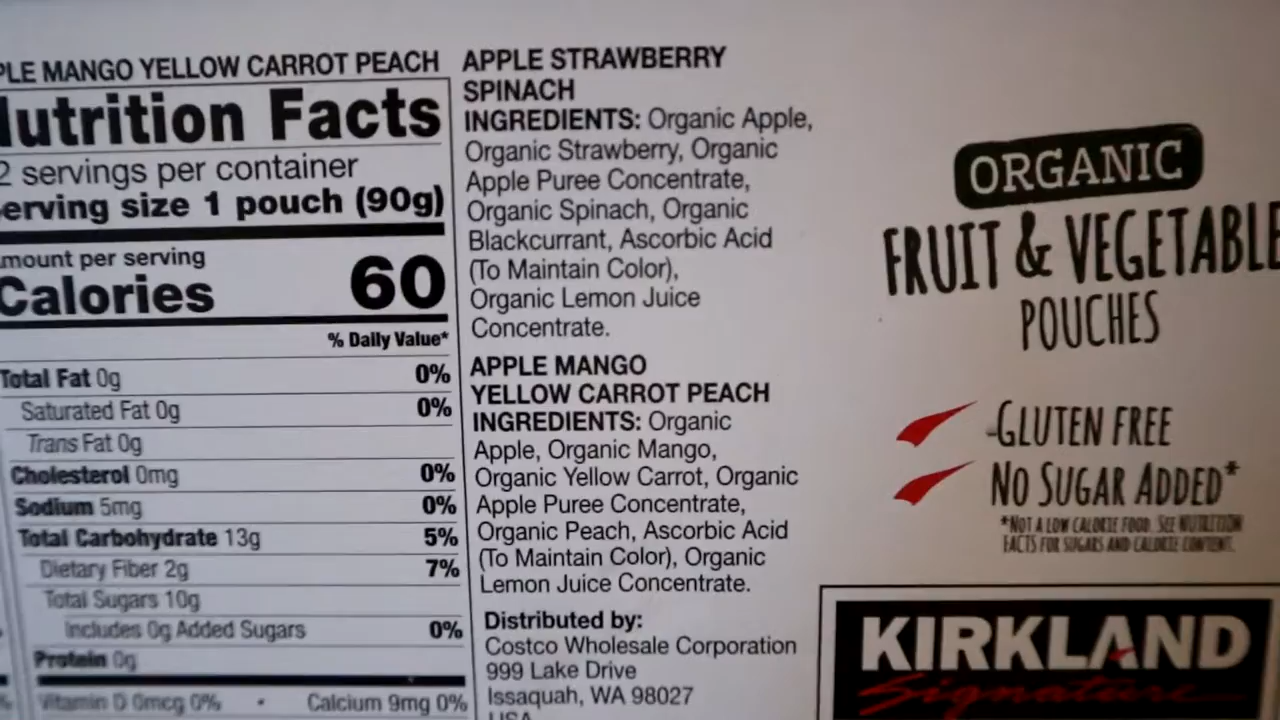 PLE MANGO YELLOW CARROT PEACH
Nutrition Facts
2 servings per container
erving size 1 pouch (90g)
mount per serving
Calories 60
% Daily Value*
Total Fat 0g 0%
Saturated Fat 0g 0%
Trans Fat 0g
Cholesterol 0mg 0%
Sodium 5mg 0%
Total Carbohydrate 13g 5%
Dietary Fiber 2g 7%
Total Sugars 10g
Includes 0g Added Sugars 0%
Protein 0g
Vitamin D 0mcg 0% • Calcium 9mg 0%
APPLE STRAWBERRY
SPINACH
INGREDIENTS: Organic Apple,
Organic Strawberry, Organic
Apple Puree Concentrate,
Organic Spinach, Organic
Blackcurrant, Ascorbic Acid
(To Maintain Color),
Organic Lemon Juice
Concentrate.
APPLE MANGO
YELLOW CARROT PEACH
INGREDIENTS: Organic
Apple, Organic Mango,
Organic Yellow Carrot, Organic
Apple Puree Concentrate,
Organic Peach, Ascorbic Acid
(To Maintain Color), Organic
Lemon Juice Concentrate.
Distributed by:
Costco Wholesale Corporation
999 Lake Drive
Issaquah, WA 98027
USA
ORGANIC
FRUIT & VEGETABLE
POUCHES
GLUTEN FREE
NO SUGAR ADDED*
*NOT A LOW CALORIE FOOD. SEE NUTRITION
FACTS FOR SUGARS AND CALORIE CONTENT.
KIRKLAND
Signature